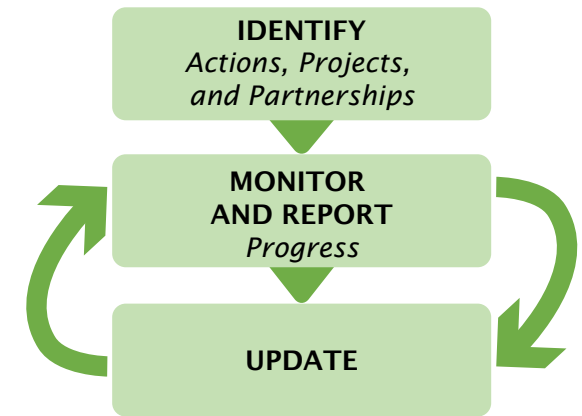 IDENTIFY
Actions, Projects,
and Partnerships
MONITOR
AND REPORT
Progress
UPDATE